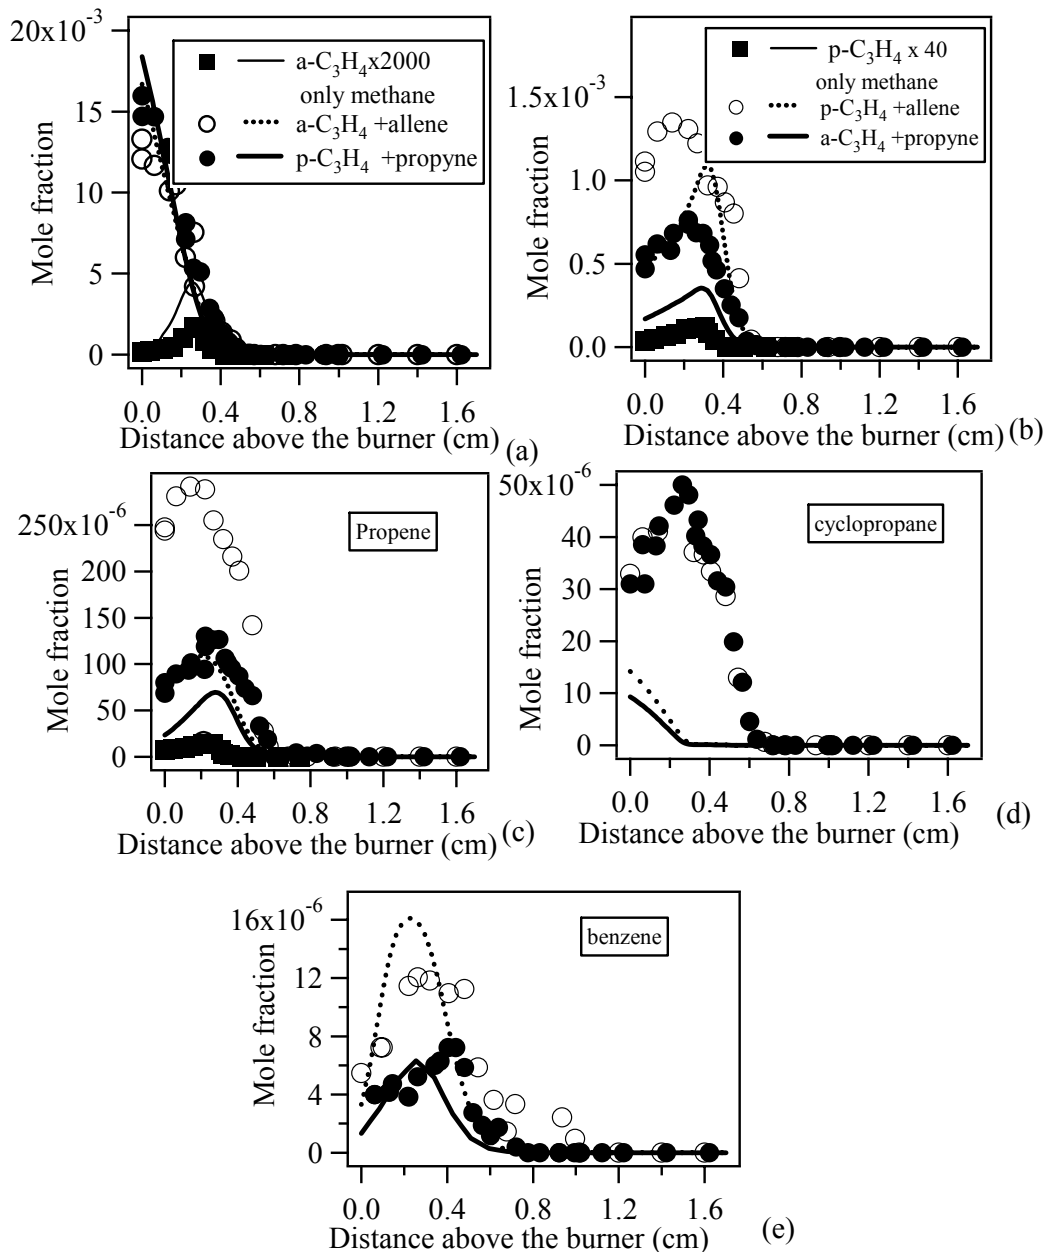 20x10⁻³
15
10
5
0
Mole fraction
a-C₃H₄x2000
only methane
a-C₃H₄ +allene
p-C₃H₄ +propyne
0.0 0.4 0.8 1.2 1.6
Distance above the burner (cm)
(a)
1.5x10⁻³
1.0
0.5
0.0
Mole fraction
p-C₃H₄ x 40
only methane
p-C₃H₄ +allene
a-C₃H₄ +propyne
0.0 0.4 0.8 1.2 1.6
Distance above the burner (cm)
(b)
250x10⁻⁶
200
150
100
50
0
Mole fraction
Propene
0.0 0.4 0.8 1.2 1.6
Distance above the burner (cm)
(c)
50x10⁻⁶
40
30
20
10
0
Mole fraction
cyclopropane
0.0 0.4 0.8 1.2 1.6
Distance above the burner (cm)
(d)
16x10⁻⁶
12
8
4
0
Mole fraction
benzene
0.0 0.4 0.8 1.2 1.6
Distance above the burner (cm)
(e)